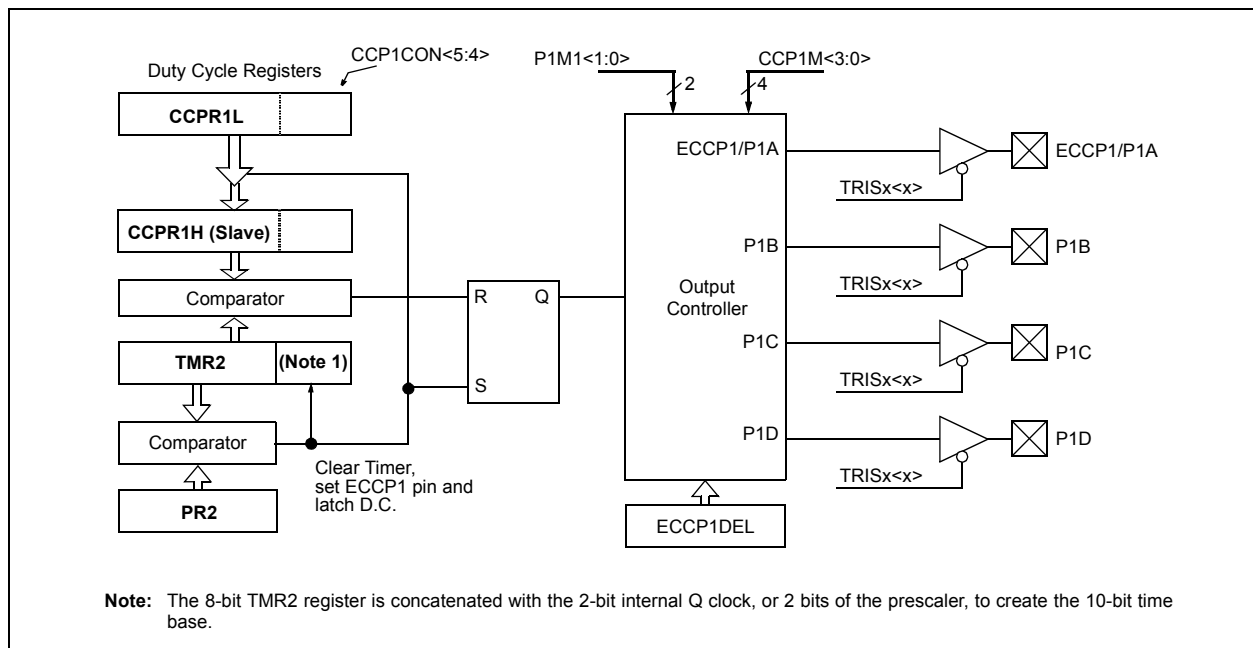 CCP1CON<5:4>
Duty Cycle Registers
CCPR1L
CCPR1H (Slave)
Comparator
TMR2 (Note 1)
Comparator
PR2
Clear Timer,
set ECCP1 pin and
latch D.C.
R Q
S
P1M1<1:0>
2
CCP1M<3:0>
4
Output
Controller
ECCP1/P1A
TRISx<x>
ECCP1/P1A
P1B
TRISx<x>
P1B
P1C
TRISx<x>
P1C
P1D
TRISx<x>
P1D
ECCP1DEL
Note: The 8-bit TMR2 register is concatenated with the 2-bit internal Q clock, or 2 bits of the prescaler, to create the 10-bit time
base.